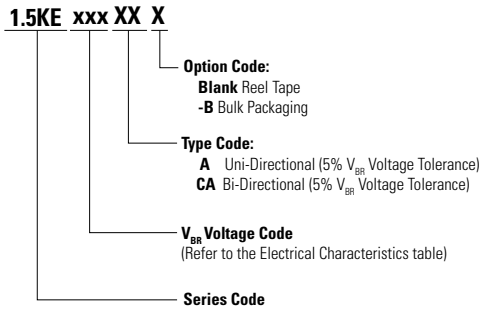 1.5KE xxx XX X
Option Code:
Blank Reel Tape
-B Bulk Packaging
Type Code:
A Uni-Directional (5% VBR Voltage Tolerance)
CA Bi-Directional (5% VBR Voltage Tolerance)
VBR Voltage Code
(Refer to the Electrical Characteristics table)
Series Code